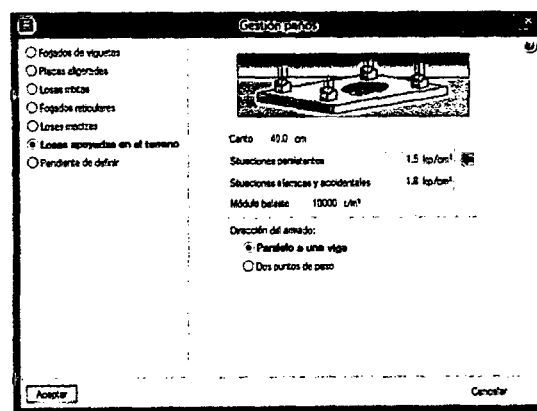 Gestión paños
Forjados de viguetas
Placas aligeradas
Losas mixtas
Forjados reticulares
Losas macizas
Losas apoyadas en el terreno
Pendiente de definir
Canto 40.0 cm
Situaciones persistentes 1.5 kp/cm²
Situaciones sísmicas y accidentales 1.8 kp/cm²
Módulo balasto 10000 t/m³
Dirección del armado:
Paralelo a una viga
Dos puntos de paso
Aceptar
Cancelar